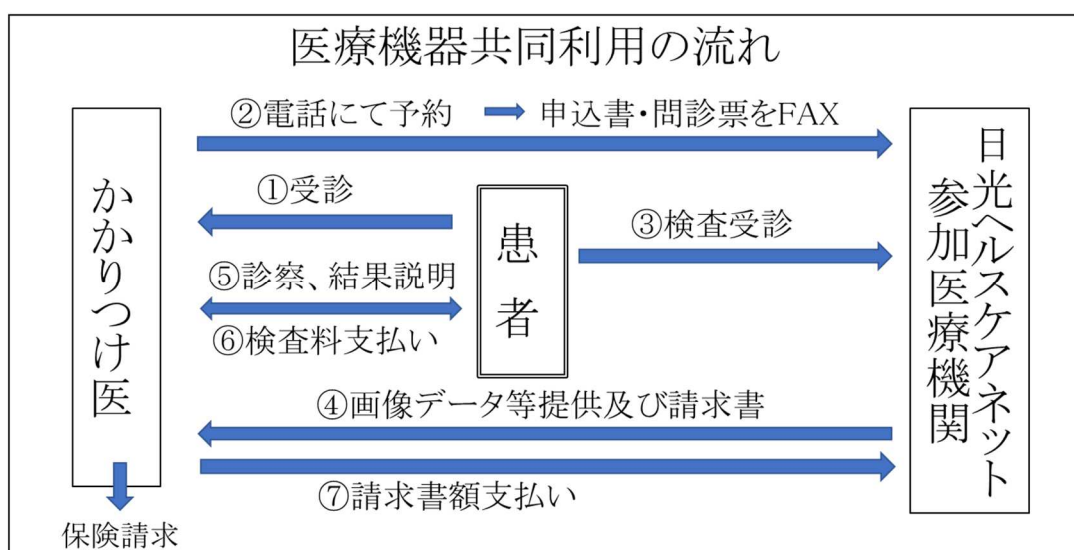 医療機器共同利用の流れ
②電話にて予約
申込書・問診票をFAX
かかりつけ医
①受診
患者
③検査受診
日光ヘルスケアネット
参加医療機関
⑤診察、結果説明
⑥検査料支払い
④画像データ等提供及び請求書
⑦請求書額支払い
保険請求